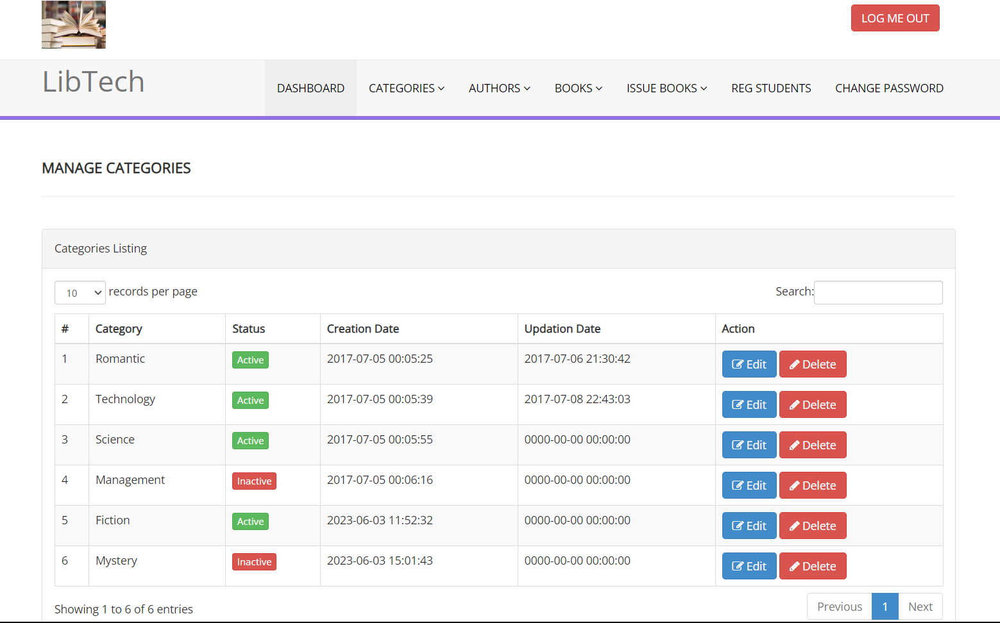 LOG ME OUT
LibTech
DASHBOARD CATEGORIES AUTHORS BOOKS ISSUE BOOKS REG STUDENTS CHANGE PASSWORD
MANAGE CATEGORIES
Categories Listing
10 records per page Search:
# Category Status Creation Date Updation Date Action
1 Romantic Active 2017-07-05 00:05:25 2017-07-06 21:30:42 Edit Delete
2 Technology Active 2017-07-05 00:05:39 2017-07-08 22:43:03 Edit Delete
3 Science Active 2017-07-05 00:05:55 0000-00-00 00:00:00 Edit Delete
4 Management Inactive 2017-07-05 00:06:16 0000-00-00 00:00:00 Edit Delete
5 Fiction Active 2023-06-03 11:52:32 0000-00-00 00:00:00 Edit Delete
6 Mystery Inactive 2023-06-03 15:01:43 0000-00-00 00:00:00 Edit Delete
Showing 1 to 6 of 6 entries Previous 1 Next